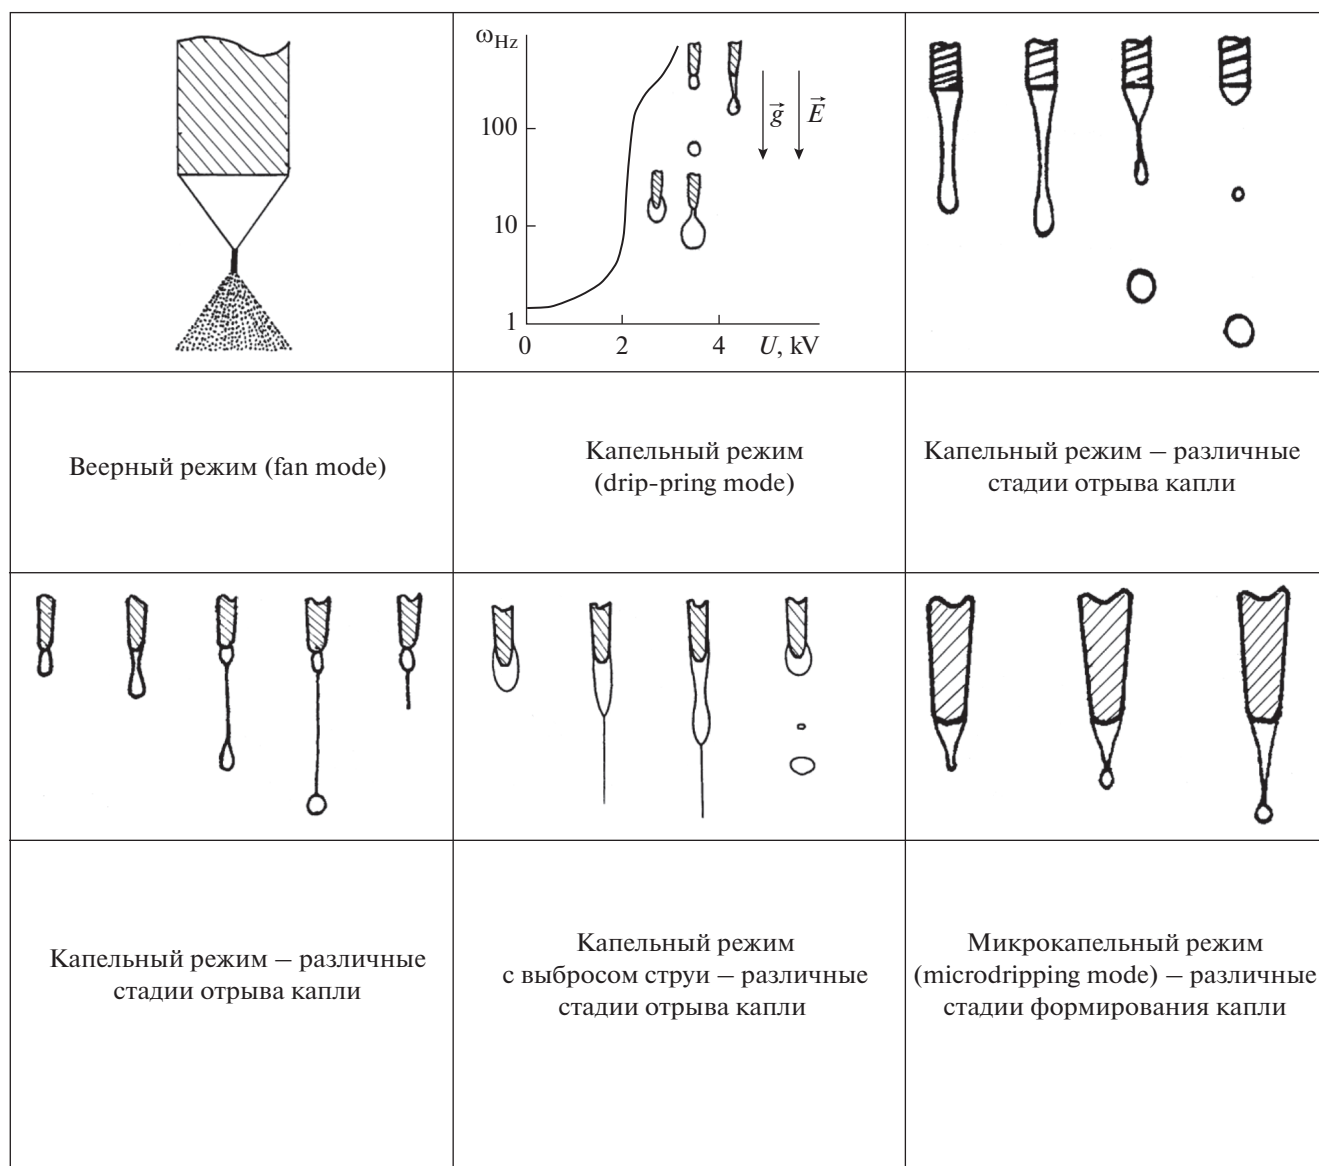 ωHz
100
10
1
0
2
4
U, kV
g⃗
E⃗
Веерный режим (fan mode)
Капельный режим
(drip-pring mode)
Капельный режим – различные
стадии отрыва капли
Капельный режим – различные
стадии отрыва капли
Капельный режим
с выбросом струи – различные
стадии отрыва капли
Микрокапельный режим
(microdripping mode) – различные
стадии формирования капли